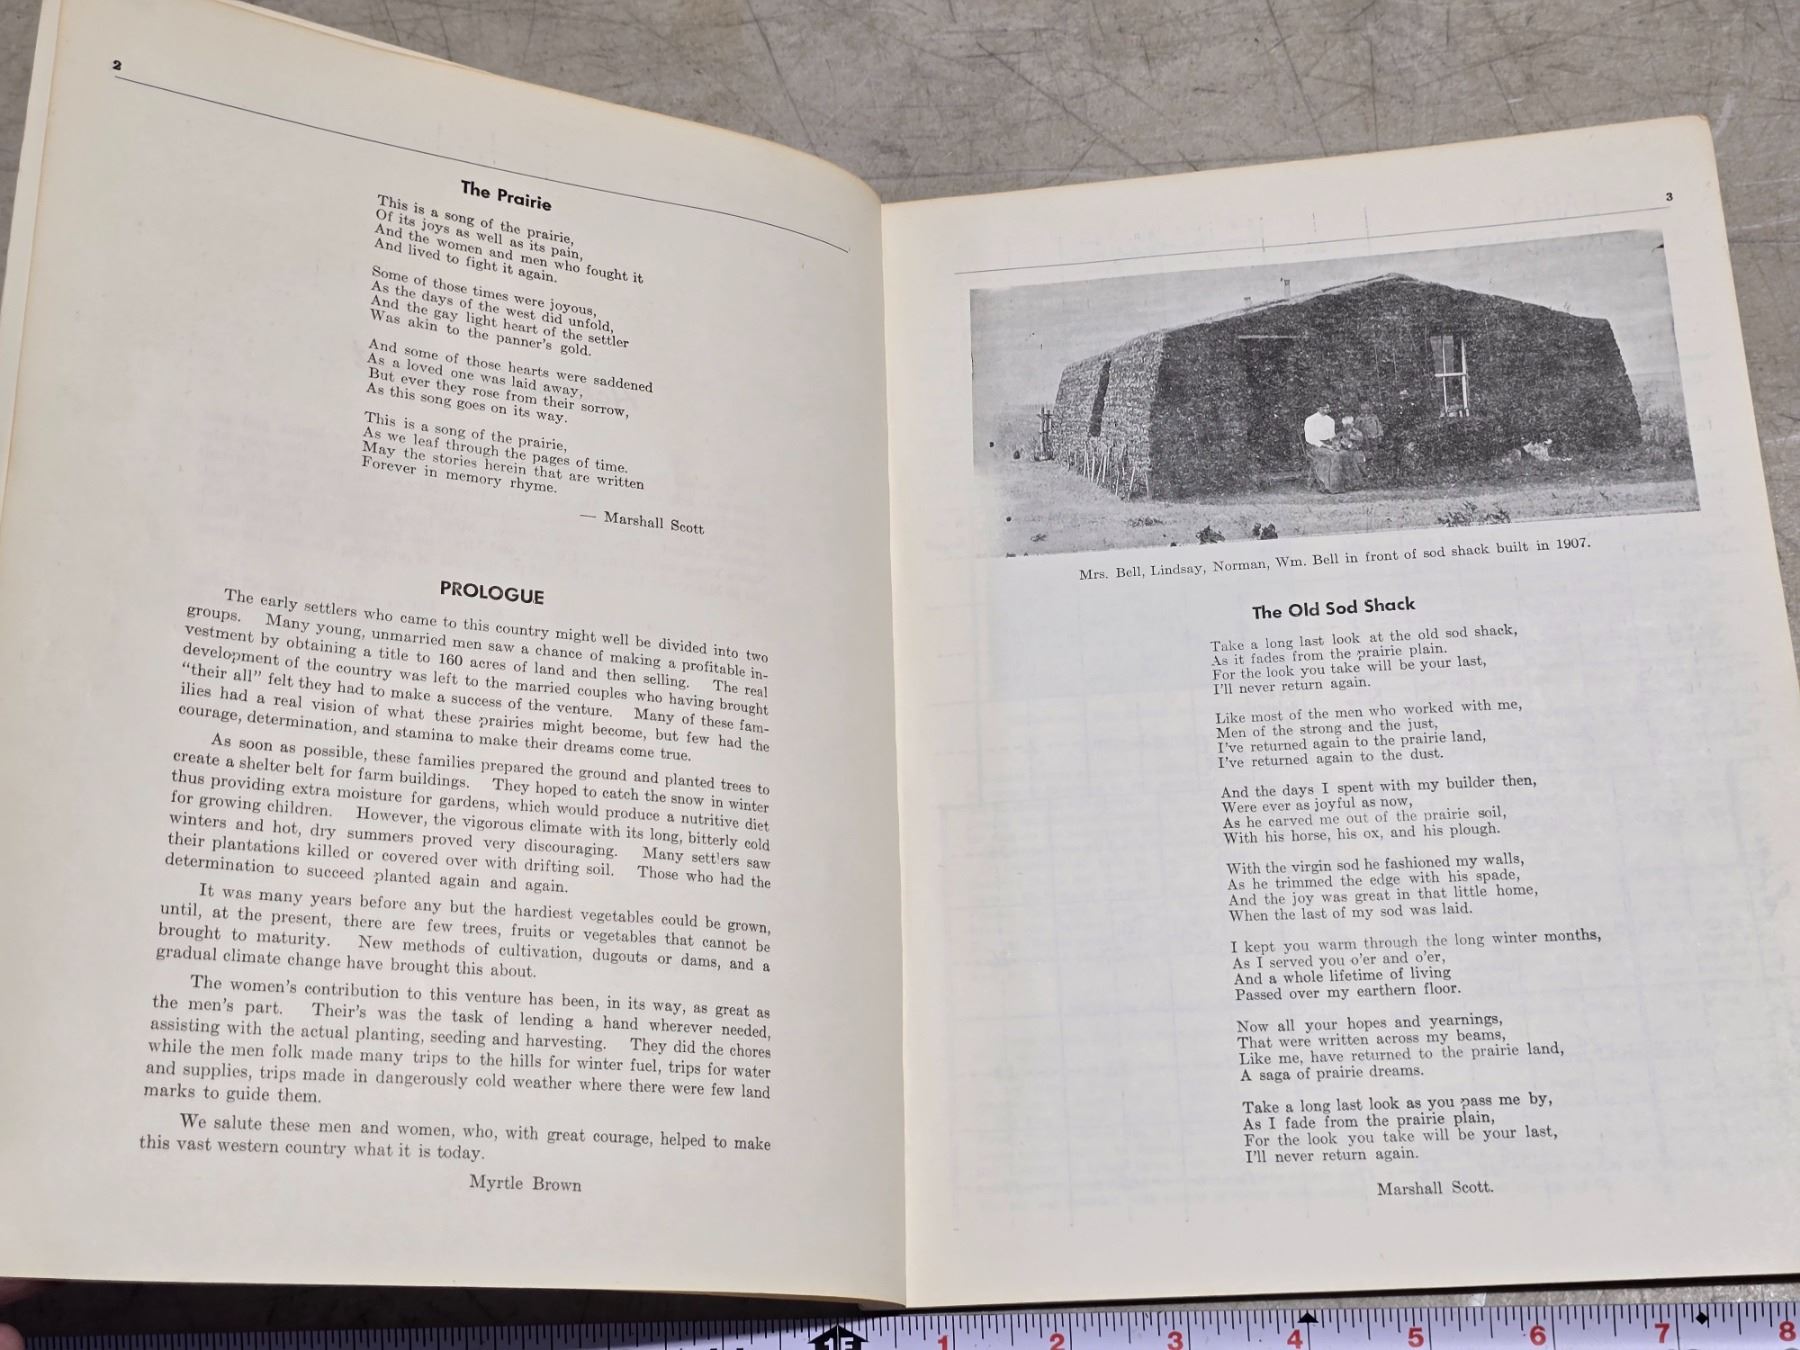 2
The Prairie
This is a song of the prairie,
Of its joys as well as its pain,
And the women and men who fought it
And lived to fight it again.
Some of those times were joyous,
As the days of the west did unfold,
And the gay light heart of the settler
Was akin to the panner's gold.
And some of those hearts were saddened
As a loved one was laid away,
But ever they rose from their sorrow,
As this song goes on its way.
This is a song of the prairie,
As we leaf through the pages of time.
May the stories herein that are written
Forever in memory rhyme.
— Marshall Scott
PROLOGUE
The early settlers who came to this country might well be divided into two
groups. Many young, unmarried men saw a chance of making a profitable in-
vestment by obtaining a title to 160 acres of land and then selling. The real
development of the country was left to the married couples who having brought
"their all" felt they had to make a success of the venture. Many of these fam-
ilies had a real vision of what these prairies might become, but few had the
courage, determination, and stamina to make their dreams come true.
As soon as possible, these families prepared the ground and planted trees to
create a shelter belt for farm buildings. They hoped to catch the snow in winter
thus providing extra moisture for gardens, which would produce a nutritive diet
for growing children. However, the vigorous climate with its long, bitterly cold
winters and hot, dry summers proved very discouraging. Many sett'ers saw
their plantations killed or covered over with drifting soil. Those who had the
determination to succeed planted again and again.
It was many years before any but the hardiest vegetables could be grown,
until, at the present, there are few trees, fruits or vegetables that cannot be
brought to maturity. New methods of cultivation, dugouts or dams, and a
gradual climate change have brought this about.
The women's contribution to this venture has been, in its way, as great as
the men's part. Their's was the task of lending a hand wherever needed,
assisting with the actual planting, seeding and harvesting. They did the chores
while the men folk made many trips to the hills for winter fuel, trips for water
and supplies, trips made in dangerously cold weather where there were few land
marks to guide them.
We salute these men and women, who, with great courage, helped to make
this vast western country what it is today.
Myrtle Brown
3
Mrs. Bell, Lindsay, Norman, Wm. Bell in front of sod shack built in 1907.
The Old Sod Shack
Take a long last look at the old sod shack,
As it fades from the prairie plain.
For the look you take will be your last,
I'll never return again.
Like most of the men who worked with me,
Men of the strong and the just,
I've returned again to the prairie land,
I've returned again to the dust.
And the days I spent with my builder then,
Were ever as joyful as now,
As he carved me out of the prairie soil,
With his horse, his ox, and his plough.
With the virgin sod he fashioned my walls,
As he trimmed the edge with his spade,
And the joy was great in that little home,
When the last of my sod was laid.
I kept you warm through the long winter months,
As I served you o'er and o'er,
And a whole lifetime of living
Passed over my earthern floor.
Now all your hopes and yearnings,
That were written across my beams,
Like me, have returned to the prairie land,
A saga of prairie dreams.
Take a long last look as you pass me by,
As I fade from the prairie plain,
For the look you take will be your last,
I'll never return again.
Marshall Scott.
1 2 3 4 5 6 7 8